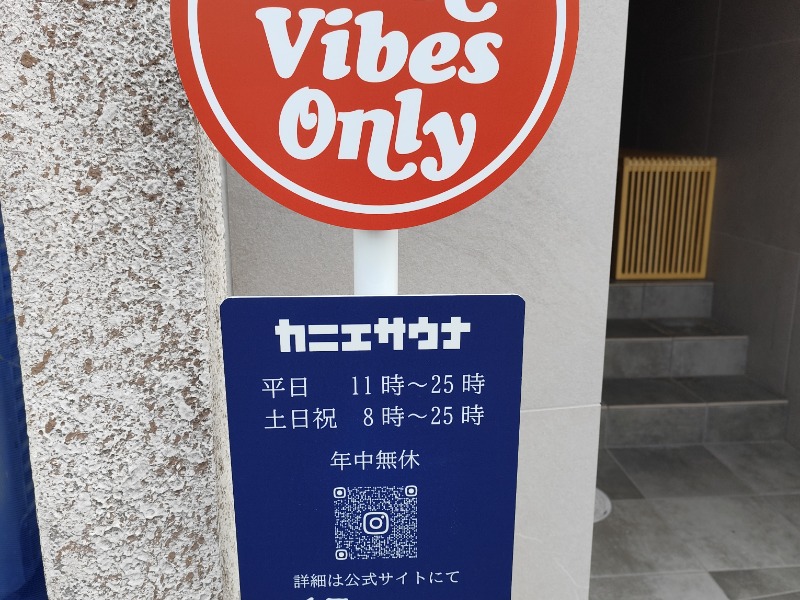 Vibes
Only
カニエサウナ
平日 11時～25時
土日祝 8時～25時
年中無休
詳細は公式サイトにて